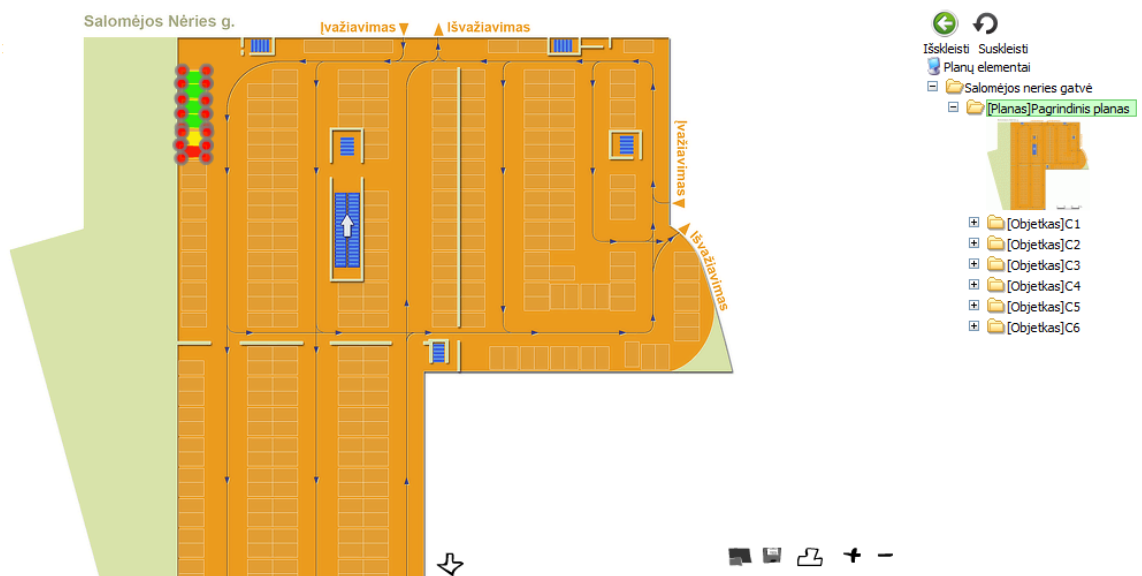 Salomėjos Nėries g.
Įvažiavimas
Išvažiavimas
Įvažiavimas
Išvažiavimas
Išskleisti Suskleisti
Planų elementai
Salomėjos neries gatvė
[Planas]Pagrindinis planas
[Objetkas]C1
[Objetkas]C2
[Objetkas]C3
[Objetkas]C4
[Objetkas]C5
[Objetkas]C6